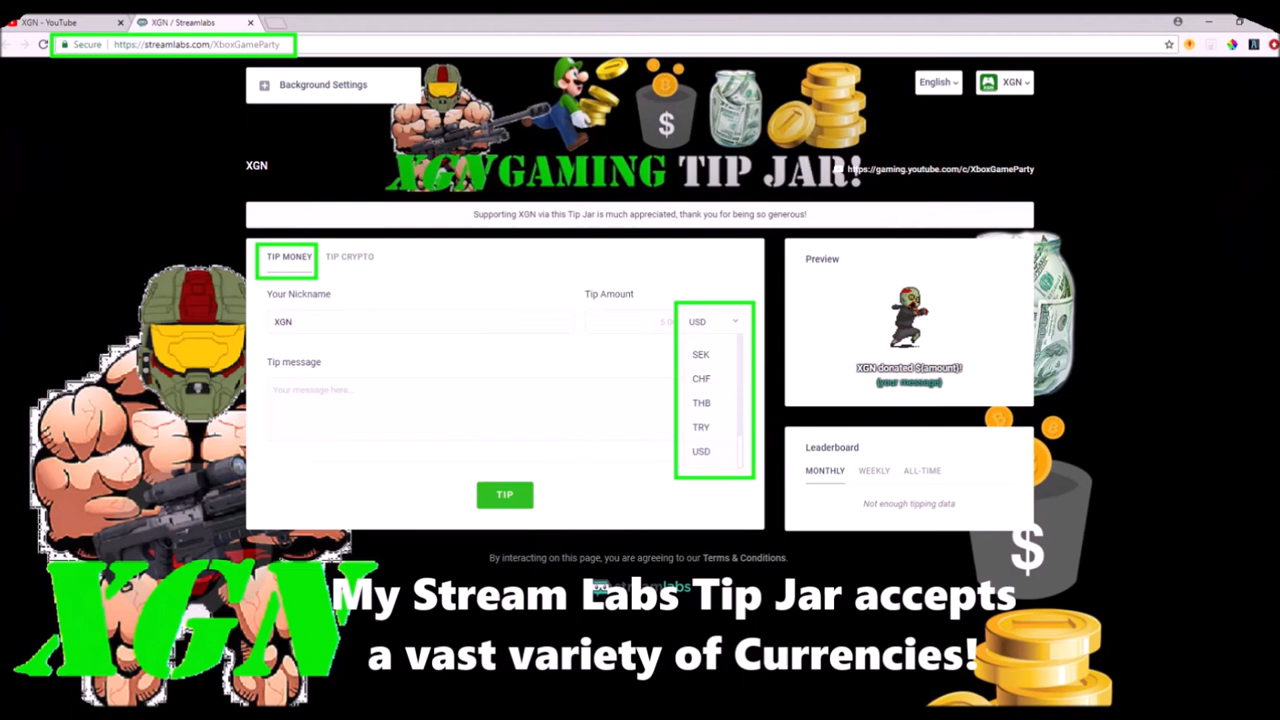 XGN - YouTube
XGN / Streamlabs
Secure
https://streamlabs.com/XboxGameParty
Background Settings
English
XGN
$
XGN GAMING TIP JAR!
XGN
https://gaming.youtube.com/c/XboxGameParty
Supporting XGN via this Tip Jar is much appreciated, thank you for being so generous!
TIP MONEY
TIP CRYPTO
Your Nickname
Tip Amount
XGN
USD
SEK
CHF
THB
TRY
USD
Tip message
Your message here...
TIP
Preview
XGN donated ${amount}!
{your message}
Leaderboard
MONTHLY
WEEKLY
ALL-TIME
Not enough tipping data
By interacting on this page, you are agreeing to our Terms & Conditions.
streamlabs
$
XGN
My Stream Labs Tip Jar accepts
a vast variety of Currencies!